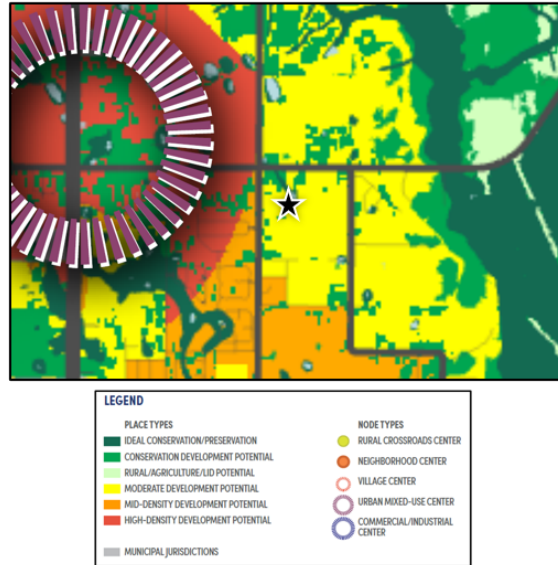 LEGEND
PLACE TYPES
IDEAL CONSERVATION/PRESERVATION
CONSERVATION DEVELOPMENT POTENTIAL
RURAL/AGRICULTURE/LID POTENTIAL
MODERATE DEVELOPMENT POTENTIAL
MID-DENSITY DEVELOPMENT POTENTIAL
HIGH-DENSITY DEVELOPMENT POTENTIAL
MUNICIPAL JURISDICTIONS
NODE TYPES
RURAL CROSSROADS CENTER
NEIGHBORHOOD CENTER
VILLAGE CENTER
URBAN MIXED-USE CENTER
COMMERCIAL/INDUSTRIAL
CENTER